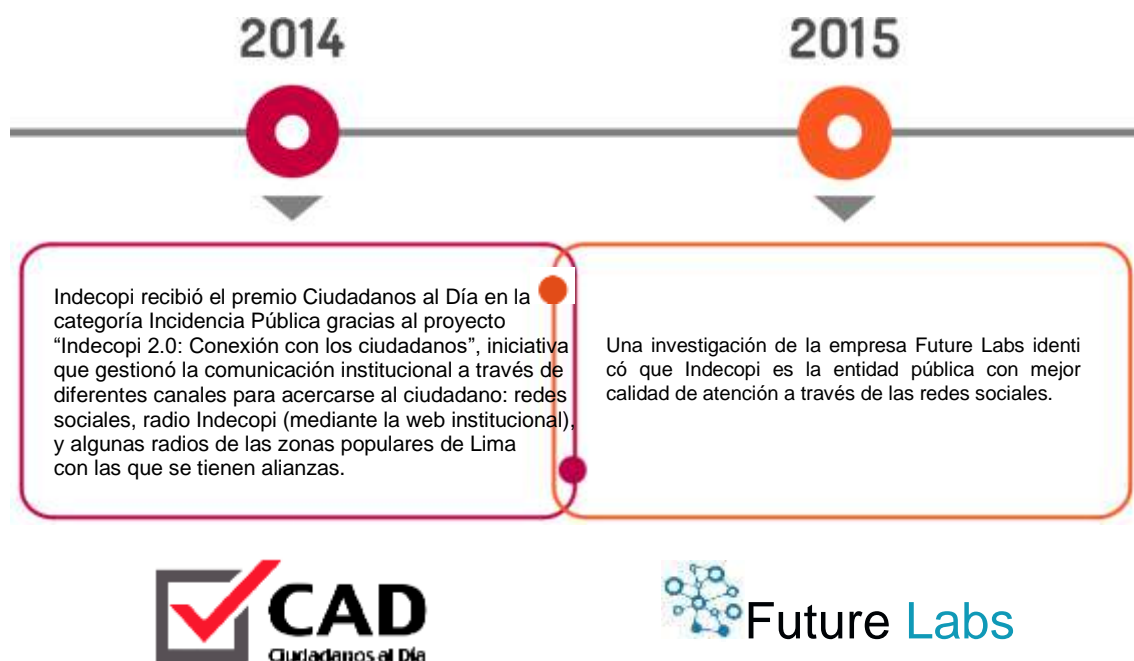 2014
Indecopi recibió el premio Ciudadanos al Día en la
categoría Incidencia Pública gracias al proyecto
“Indecopi 2.0: Conexión con los ciudadanos”, iniciativa
que gestionó la comunicación institucional a través de
diferentes canales para acercarse al ciudadano: redes
sociales, radio Indecopi (mediante la web institucional),
y algunas radios de las zonas populares de Lima
con las que se tienen alianzas.
CAD
Ciudadanos al Día
2015
Una investigación de la empresa Future Labs identi
có que Indecopi es la entidad pública con mejor
calidad de atención a través de las redes sociales.
Future Labs